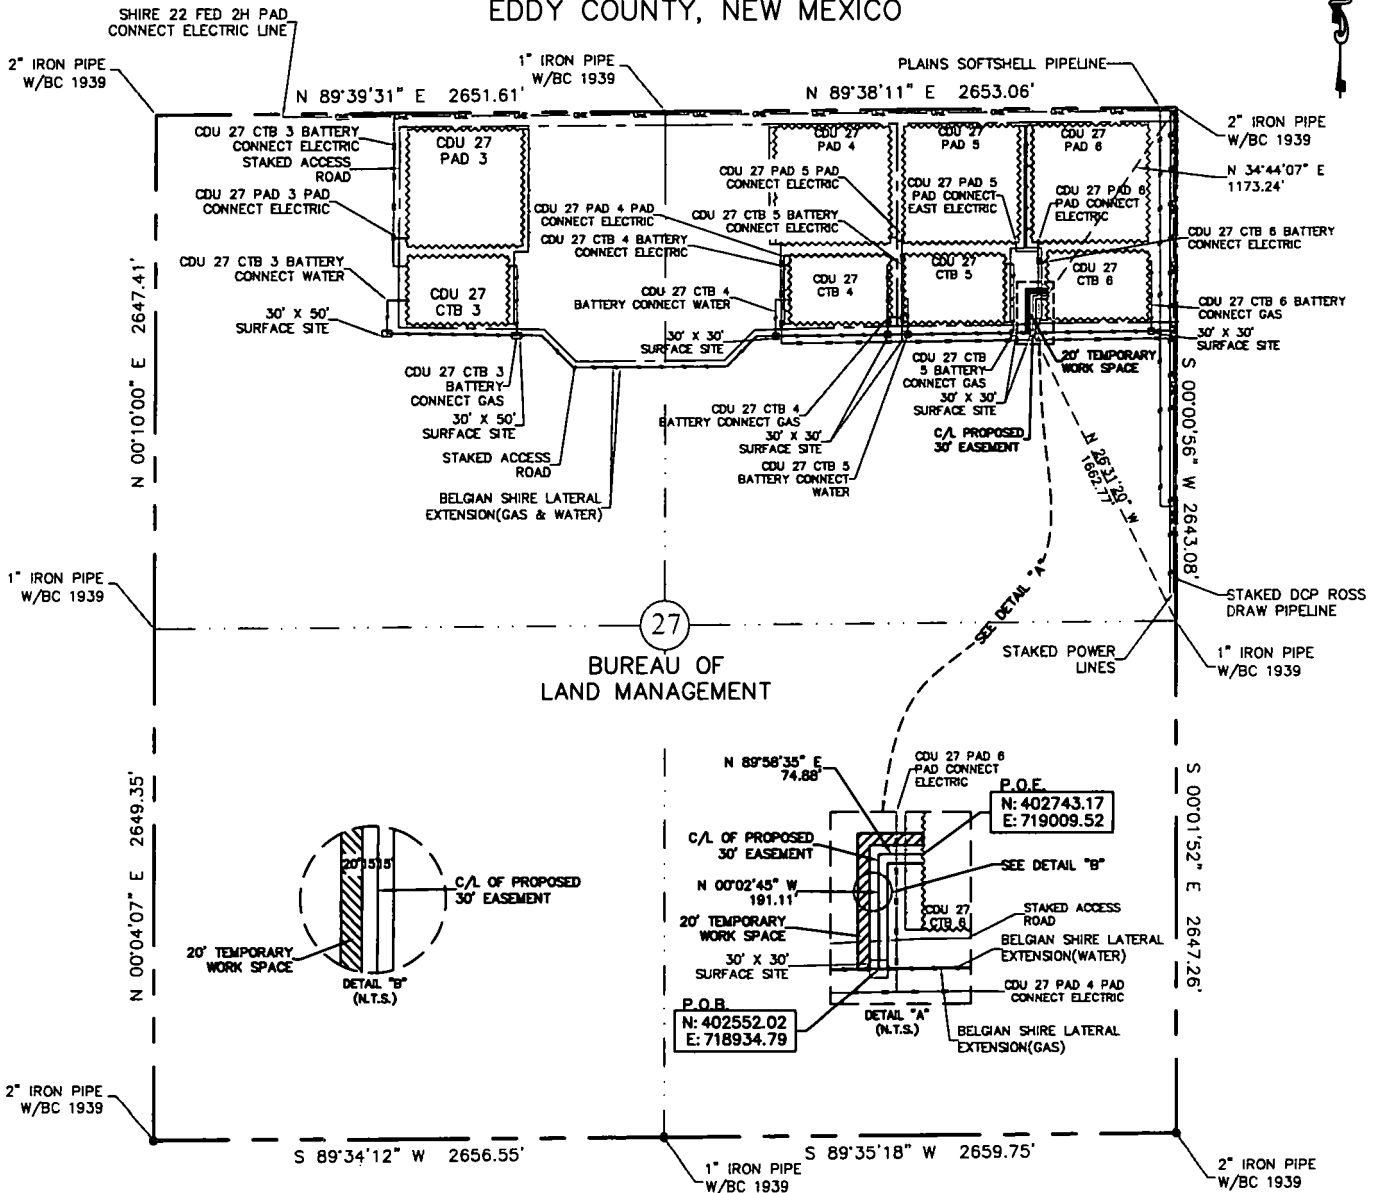 EDDY COUNTY, NEW MEXICO
SHIRE 22 FED 2H PAD
CONNECT ELECTRIC LINE
2" IRON PIPE
W/BC 1939
1" IRON PIPE
W/BC 1939
PLAINS SOFTSHELL PIPELINE
N 89°39'31" E 2651.61'
N 89°38'11" E 2653.06'
2" IRON PIPE
W/BC 1939
N 34°44'07" E
1173.24'
CDU 27 CTB 3 BATTERY
CONNECT ELECTRIC
STAKED ACCESS
ROAD
CDU 27 PAD 3 PAD
CONNECT ELECTRIC
CDU 27
PAD 3
CDU 27
PAD 4
CDU 27
PAD 5
CDU 27
PAD 6
CDU 27 PAD 5 PAD
CONNECT ELECTRIC
CDU 27 PAD 5
PAD CONNECT
EAST ELECTRIC
CDU 27 PAD 6
PAD CONNECT
ELECTRIC
CDU 27 PAD 4 PAD
CONNECT ELECTRIC
CDU 27 CTB 5 BATTERY
CONNECT ELECTRIC
CDU 27 CTB 4 BATTERY
CONNECT ELECTRIC
CDU 27 CTB 6 BATTERY
CONNECT ELECTRIC
CDU 27 CTB 3 BATTERY
CONNECT WATER
CDU 27
CTB 3
CDU 27
CTB 4
CDU 27
CTB 5
CDU 27
CTB 6
CDU 27 CTB 4
BATTERY CONNECT WATER
CDU 27 CTB 6 BATTERY
CONNECT GAS
30' X 50'
SURFACE SITE
30' X 30'
SURFACE SITE
30' X 30'
SURFACE SITE
20' TEMPORARY
WORK SPACE
CDU 27 CTB 3
BATTERY
CONNECT GAS
30' X 50'
SURFACE SITE
CDU 27 CTB
5 BATTERY
CONNECT GAS
30' X 30'
SURFACE SITE
CDU 27 CTB 4
BATTERY CONNECT GAS
30' X 30'
SURFACE SITE
C/L PROPOSED
30' EASEMENT
STAKED ACCESS
ROAD
CDU 27 CTB 5
BATTERY CONNECT
WATER
BELGIAN SHIRE LATERAL
EXTENSION(GAS & WATER)
N 00°10'00" E 2647.41'
N 26°31'20" W
1662.77'
S 00°00'56" W 2643.08'
1" IRON PIPE
W/BC 1939
SEE DETAIL "A"
STAKED DCP ROSS
DRAW PIPELINE
STAKED POWER
LINES
1" IRON PIPE
W/BC 1939
27
BUREAU OF
LAND MANAGEMENT
N 89°58'35" E
74.88'
CDU 27 PAD 6
PAD CONNECT
ELECTRIC
P.O.E.
N: 402743.17
E: 719009.52
C/L OF PROPOSED
30' EASEMENT
SEE DETAIL "B"
N 00°02'45" W
191.11'
CDU 27
CTB 6
STAKED ACCESS
ROAD
20' TEMPORARY
WORK SPACE
BELGIAN SHIRE LATERAL
EXTENSION(WATER)
30' X 30'
SURFACE SITE
CDU 27 PAD 4 PAD
CONNECT ELECTRIC
P.O.B.
N: 402552.02
E: 718934.79
DETAIL "A"
(N.T.S.)
BELGIAN SHIRE LATERAL
EXTENSION(GAS)
20' 15' 15'
C/L OF PROPOSED
30' EASEMENT
20' TEMPORARY
WORK SPACE
DETAIL "B"
(N.T.S.)
N 00°04'07" E 2649.35'
S 00°01'52" E 2647.26'
2" IRON PIPE
W/BC 1939
S 89°34'12" W 2656.55'
1" IRON PIPE
W/BC 1939
S 89°35'18" W 2659.75'
2" IRON PIPE
W/BC 1939